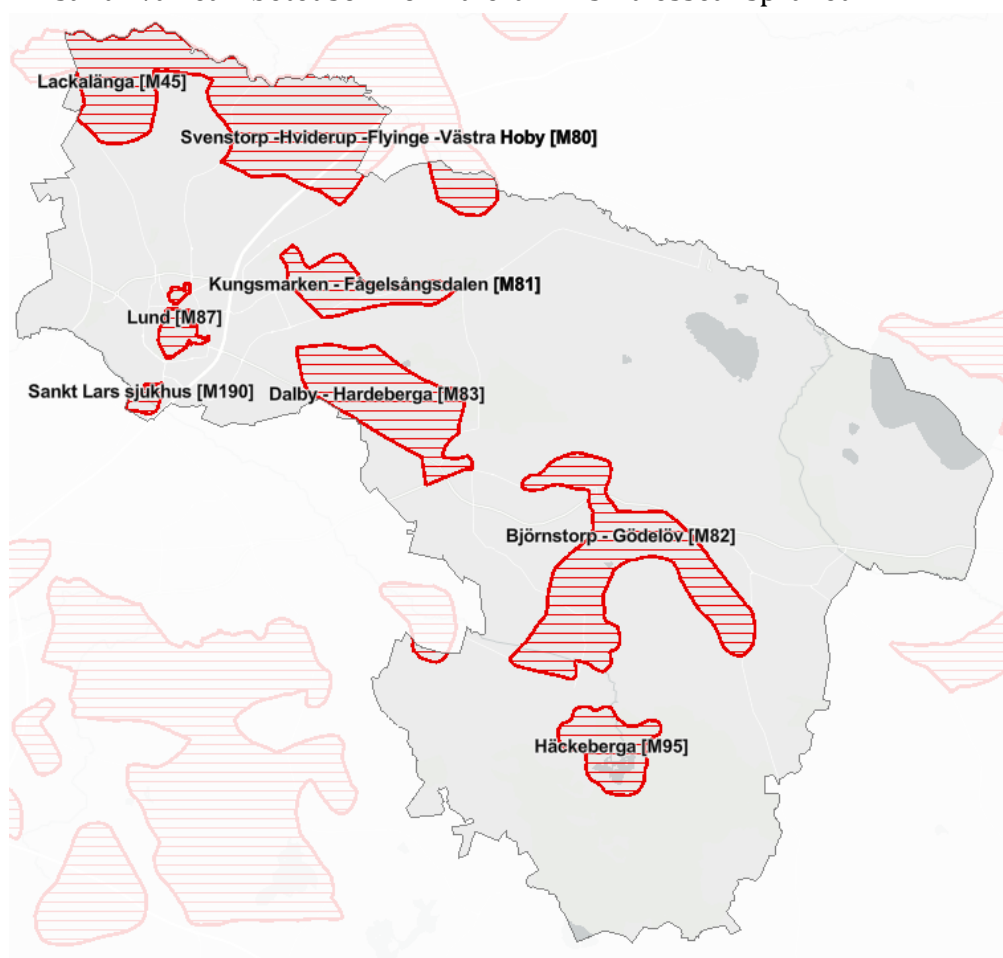 Lackalänga [M45]
Svenstorp -Hviderup -Flyinge -Västra Hoby [M80]
Kungsmarken - Fågelsångsdalen [M81]
Lund [M87]
Sankt Lars sjukhus [M190]
Dalby - Hardeberga [M83]
Björnstorp - Gödelöv [M82]
Häckeberga [M95]